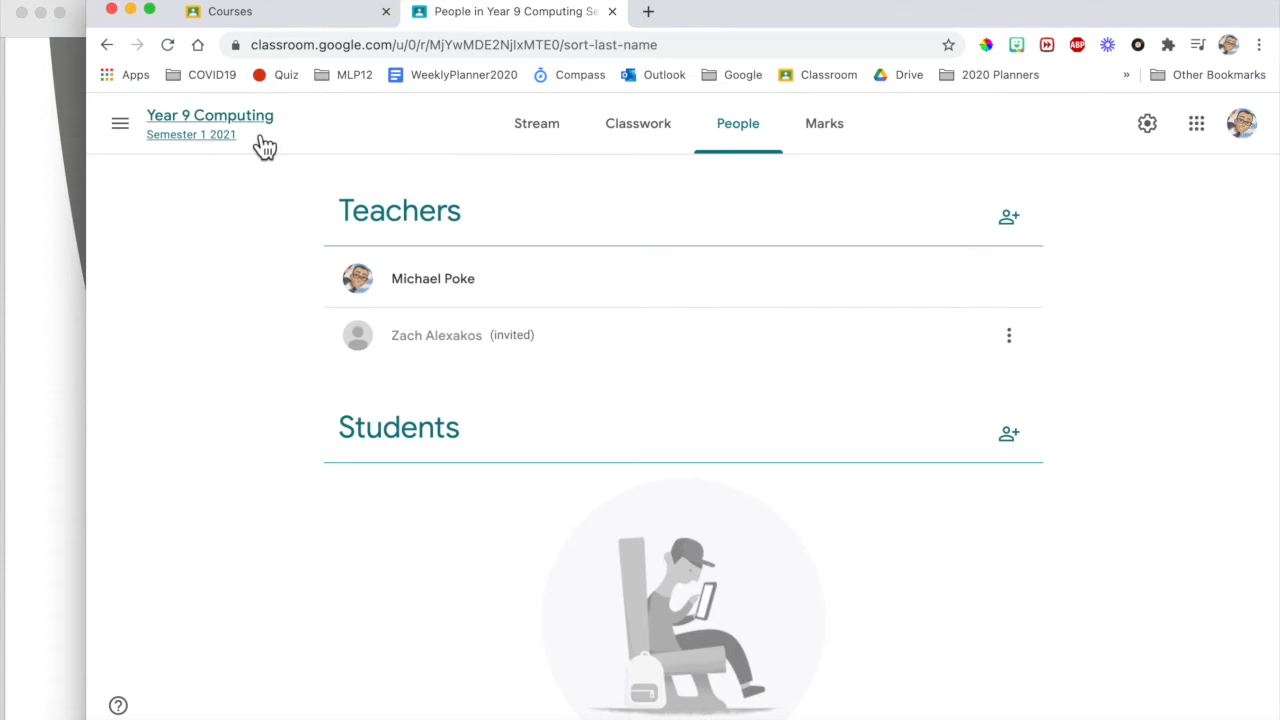 Courses
People in Year 9 Computing Se
classroom.google.com/u/0/r/MjYwMDE2NjIxMTE0/sort-last-name
ABP
Apps COVID19 Quiz MLP12 WeeklyPlanner2020 Compass Outlook Google Classroom Drive 2020 Planners » Other Bookmarks
Year 9 Computing
Semester 1 2021
Stream Classwork People Marks
Teachers
Michael Poke
Zach Alexakos (invited)
Students